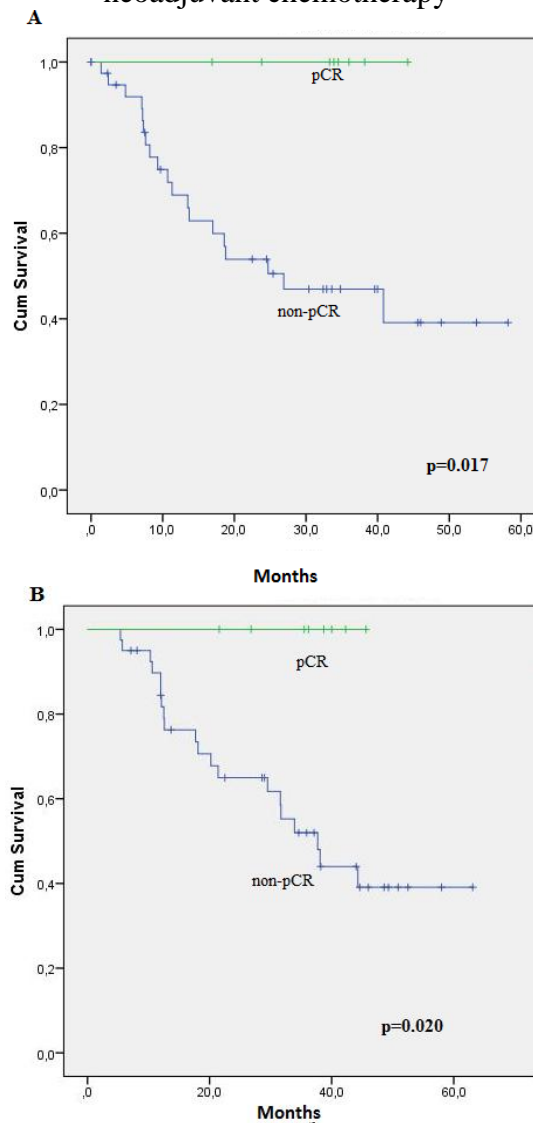 neoadjuvant chemotherapy
A
1,0
pCR
0,8
0,6
Cum Survival
non-pCR
0,4
0,2
p=0.017
0,0
,0 10,0 20,0 30,0 40,0 50,0 60,0
Months
B
1,0
pCR
0,8
0,6
Cum Survival
non-pCR
0,4
0,2
p=0.020
0,0
,0 20,0 40,0 60,0
Months